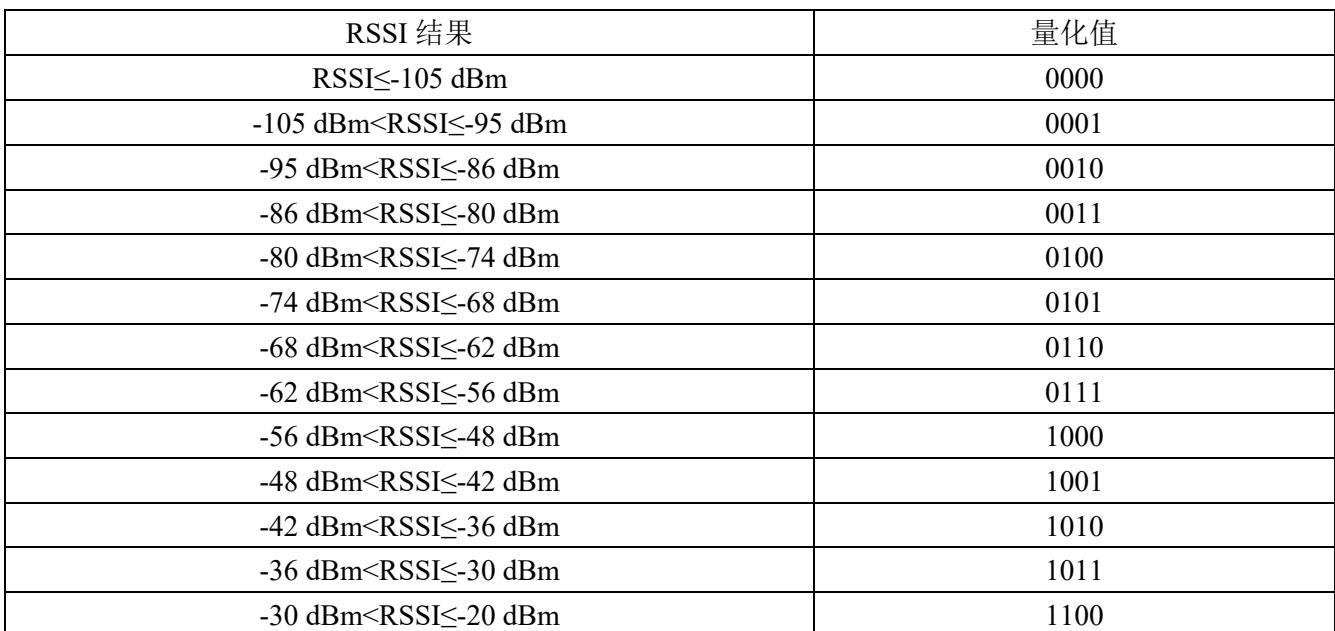 RSSI 结果 量化值
RSSI≤-105 dBm 0000
-105 dBm<RSSI≤-95 dBm 0001
-95 dBm<RSSI≤-86 dBm 0010
-86 dBm<RSSI≤-80 dBm 0011
-80 dBm<RSSI≤-74 dBm 0100
-74 dBm<RSSI≤-68 dBm 0101
-68 dBm<RSSI≤-62 dBm 0110
-62 dBm<RSSI≤-56 dBm 0111
-56 dBm<RSSI≤-48 dBm 1000
-48 dBm<RSSI≤-42 dBm 1001
-42 dBm<RSSI≤-36 dBm 1010
-36 dBm<RSSI≤-30 dBm 1011
-30 dBm<RSSI≤-20 dBm 1100